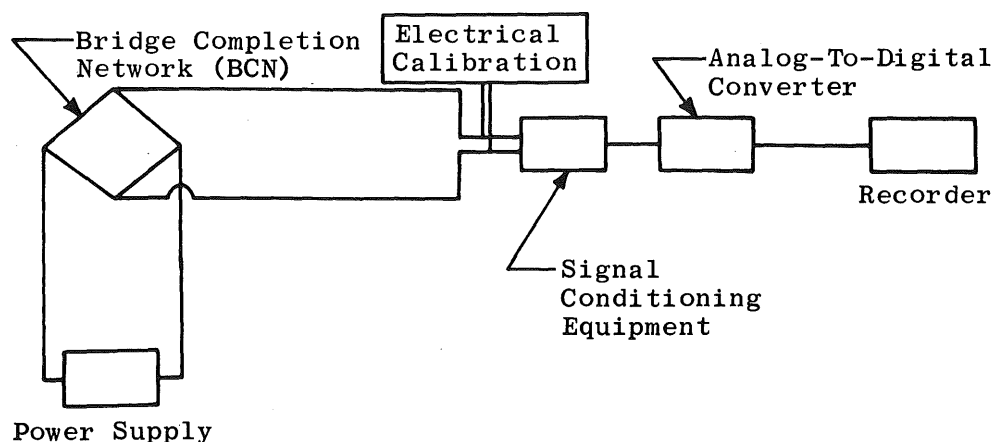 Bridge Completion
Network (BCN)
Electrical
Calibration
Analog-To-Digital
Converter
Recorder
Signal
Conditioning
Equipment
Power Supply